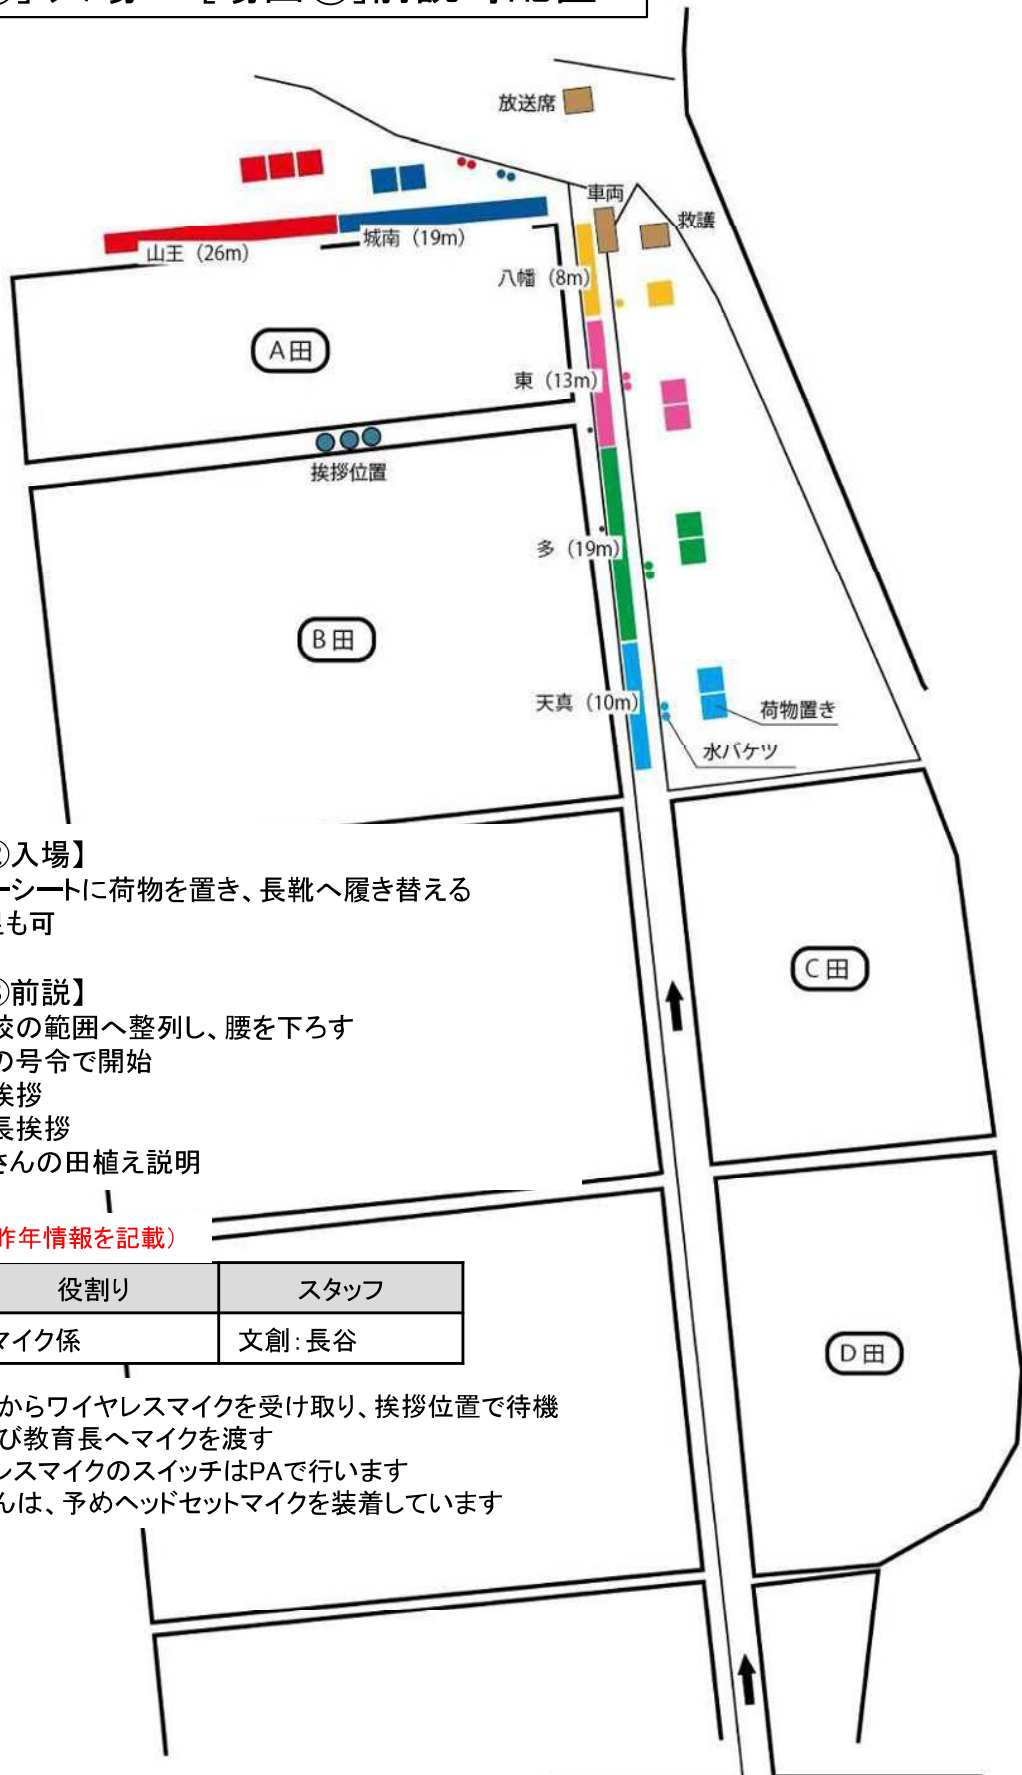 入場
前説時配置
放送席
車両
救護
山王（26m）
城南（19m）
八幡（8m）
A田
東（13m）
挨拶位置
多（19m）
B田
天真（10m）
荷物置き
水バケツ
入場】
ーシートに荷物を置き、長靴へ履き替える
も可
C田
前説】
校の範囲へ整列し、腰を下ろす
の号令で開始
挨拶
長挨拶
さんの田植え説明
昨年情報を記載）
役割り
スタッフ
マイク係
文創：長谷
D田
からワイヤレスマイクを受け取り、挨拶位置で待機
び教育長へマイクを渡す
レスマイクのスイッチはPAで行います
んは、予めヘッドセットマイクを装着しています